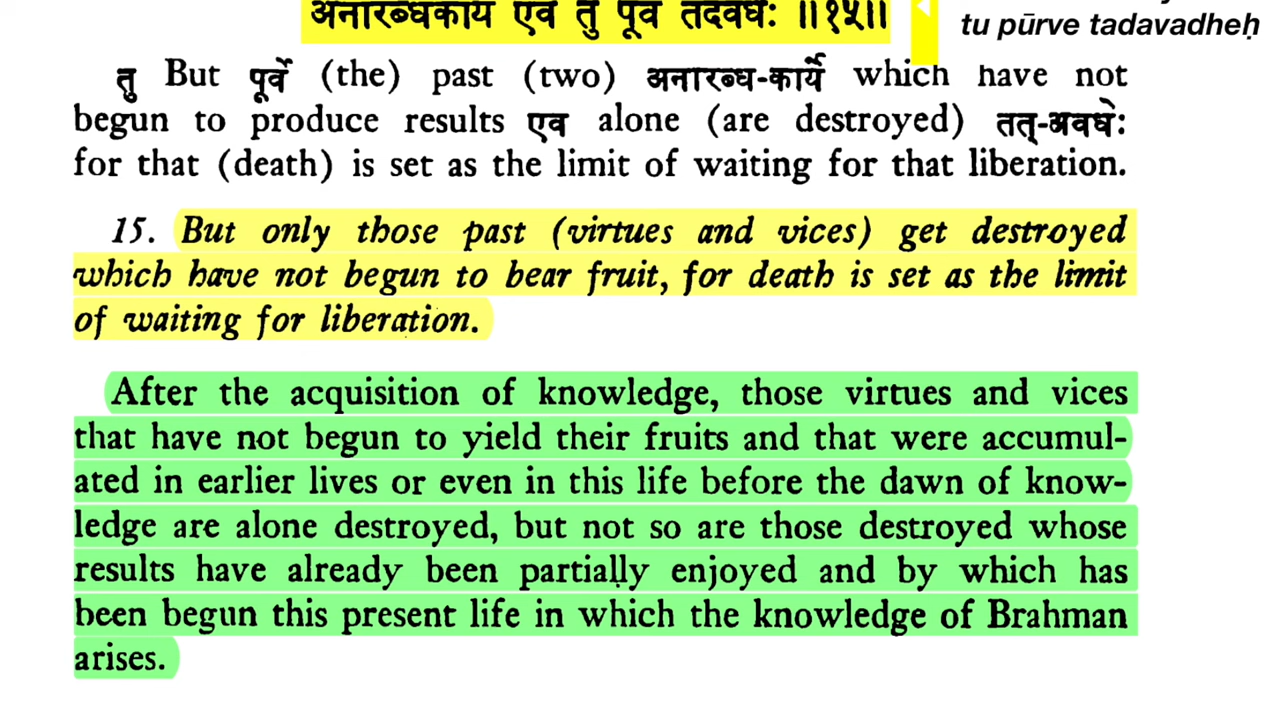 अनारब्धकार्ये एव तु पूर्वे तदवधेः ॥१५॥
tu pūrve tadavadheḥ
तु But पूर्वे (the) past (two) अनारब्ध-कार्ये which have not
begun to produce results एव alone (are destroyed) तत्-अवधेः
for that (death) is set as the limit of waiting for that liberation.
15. But only those past (virtues and vices) get destroyed
which have not begun to bear fruit, for death is set as the limit
of waiting for liberation.
After the acquisition of knowledge, those virtues and vices
that have not begun to yield their fruits and that were accumul-
ated in earlier lives or even in this life before the dawn of know-
ledge are alone destroyed, but not so are those destroyed whose
results have already been partially enjoyed and by which has
been begun this present life in which the knowledge of Brahman
arises.